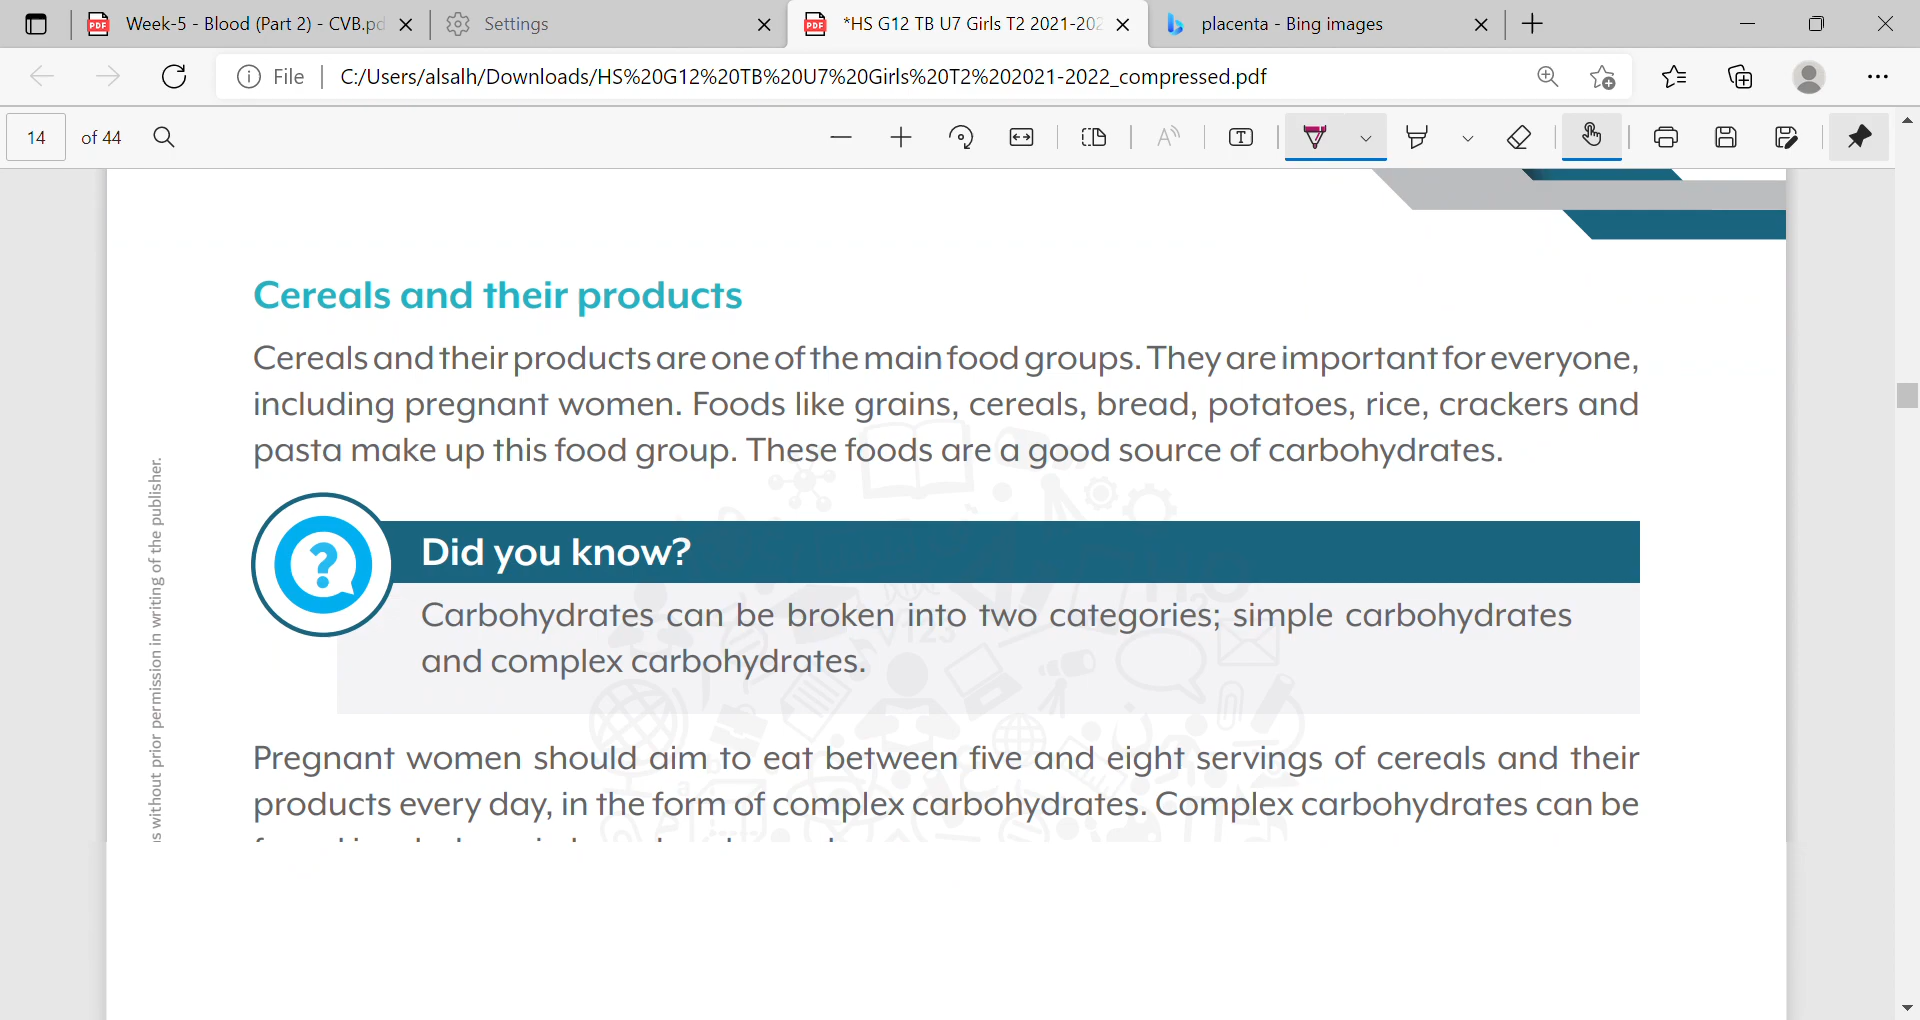 Week-5 - Blood (Part 2) - CVB.pd
Settings
*HS G12 TB U7 Girls T2 2021-202
placenta - Bing images
File
C:/Users/alsalh/Downloads/HS%20G12%20TB%20U7%20Girls%20T2%202021-2022_compressed.pdf
14 of 44
Cereals and their products
Cereals and their products are one of the main food groups. They are important for everyone,
including pregnant women. Foods like grains, cereals, bread, potatoes, rice, crackers and
pasta make up this food group. These foods are a good source of carbohydrates.
Did you know?
Carbohydrates can be broken into two categories; simple carbohydrates
and complex carbohydrates.
Pregnant women should aim to eat between five and eight servings of cereals and their
products every day, in the form of complex carbohydrates. Complex carbohydrates can be
without prior permission in writing of the publisher.